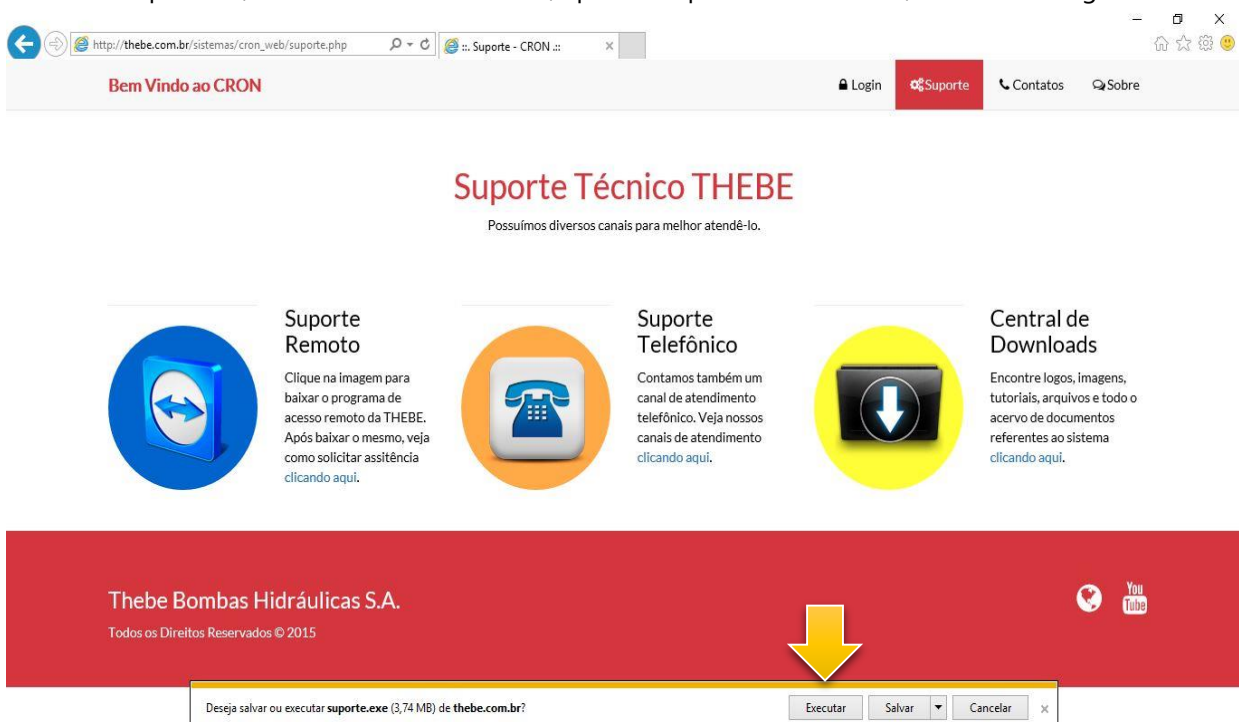 http://thebe.com.br/sistemas/cron_web/suporte.php
::. Suporte - CRON .::
Bem Vindo ao CRON
Login
Suporte
Contatos
Sobre
Suporte Técnico THEBE
Possuímos diversos canais para melhor atendê-lo.
Suporte
Remoto
Clique na imagem para
baixar o programa de
acesso remoto da THEBE.
Após baixar o mesmo, veja
como solicitar assitência
clicando aqui.
Suporte
Telefônico
Contamos também um
canal de atendimento
telefônico. Veja nossos
canais de atendimento
clicando aqui.
Central de
Downloads
Encontre logos, imagens,
tutoriais, arquivos e todo o
acervo de documentos
referentes ao sistema
clicando aqui.
Thebe Bombas Hidráulicas S.A.
Todos os Direitos Reservados © 2015
You
Tube
Deseja salvar ou executar suporte.exe (3,74 MB) de thebe.com.br?
Executar
Salvar
Cancelar